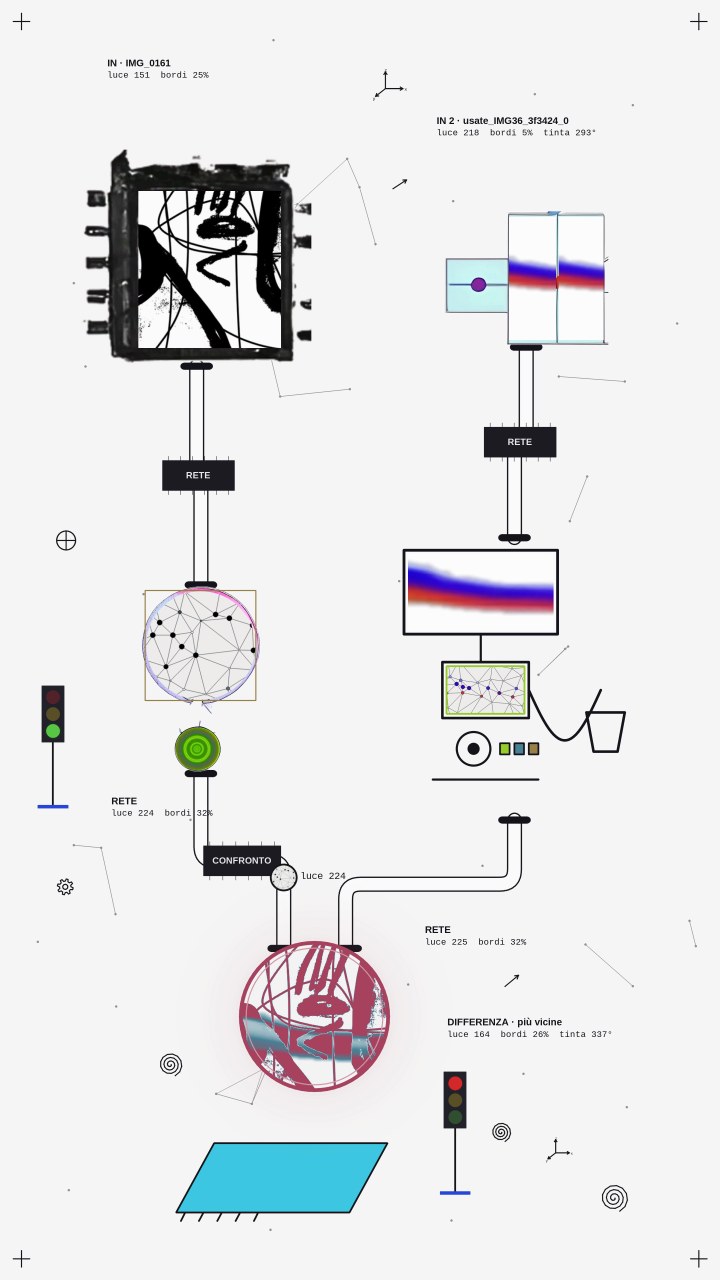 IN · IMG_0161
luce 151  bordi 25%
IN 2 · usate_IMG36_3f3424_0
luce 218  bordi 5%  tinta 293°
RETE
RETE
RETE
luce 224  bordi 32%
CONFRONTO
luce 224
RETE
luce 225  bordi 32%
DIFFERENZA · più vicine
luce 164  bordi 26%  tinta 337°